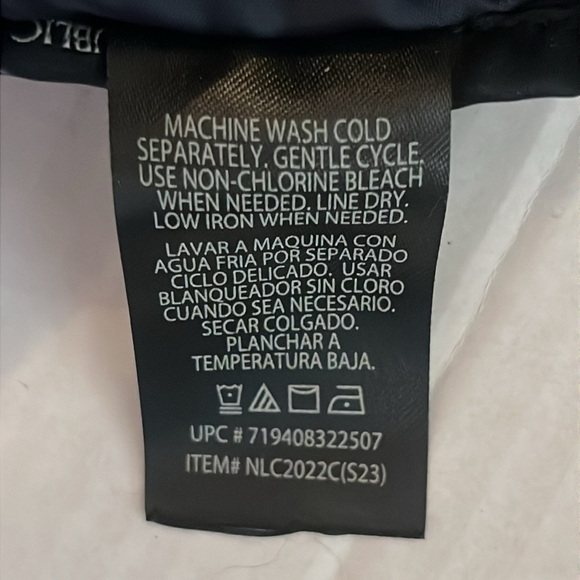 MACHINE WASH COLD
SEPARATELY. GENTLE CYCLE.
USE NON-CHLORINE BLEACH
WHEN NEEDED. LINE DRY.
LOW IRON WHEN NEEDED.
LAVAR A MAQUINA CON
AGUA FRIA POR SEPARADO
CICLO DELICADO. USAR
BLANQUEADOR SIN CLORO
CUANDO SEA NECESARIO.
SECAR COLGADO.
PLANCHAR A
TEMPERATURA BAJA.
UPC # 719408322507
ITEM# NLC2022C(S23)